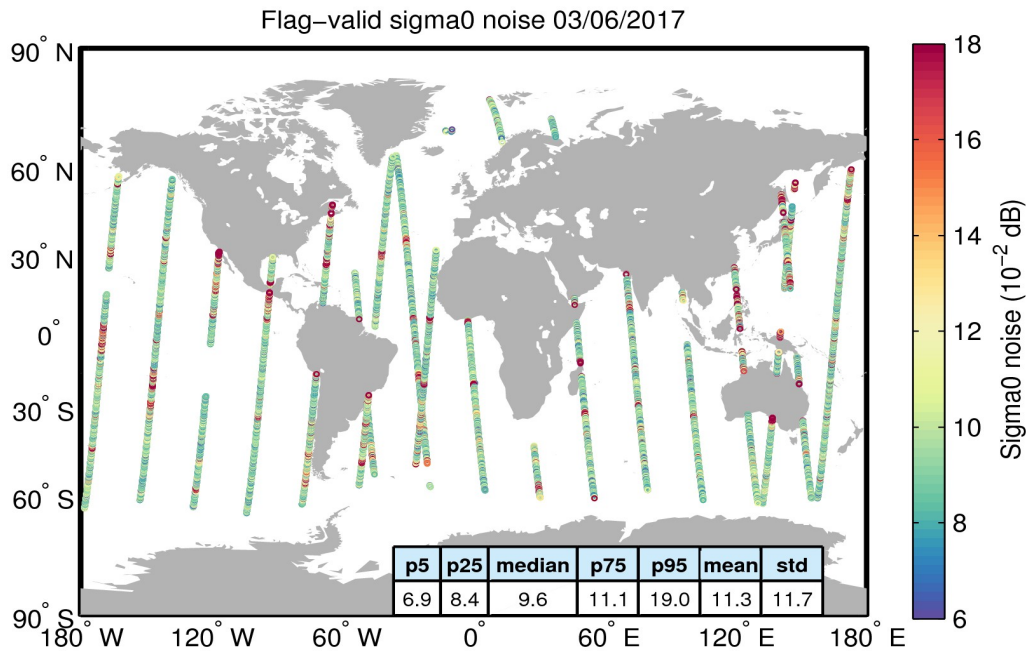 Flag−valid sigma0 noise 03/06/2017
90° N
60° N
30° N
0°
30° S
60° S
90° S
180° W
120° W
60° W
0°
60° E
120° E
180° E
p5 p25 median p75 p95 mean std
6.9 8.4 9.6 11.1 19.0 11.3 11.7
18
16
14
12
10
8
6
Sigma0 noise (10⁻² dB)